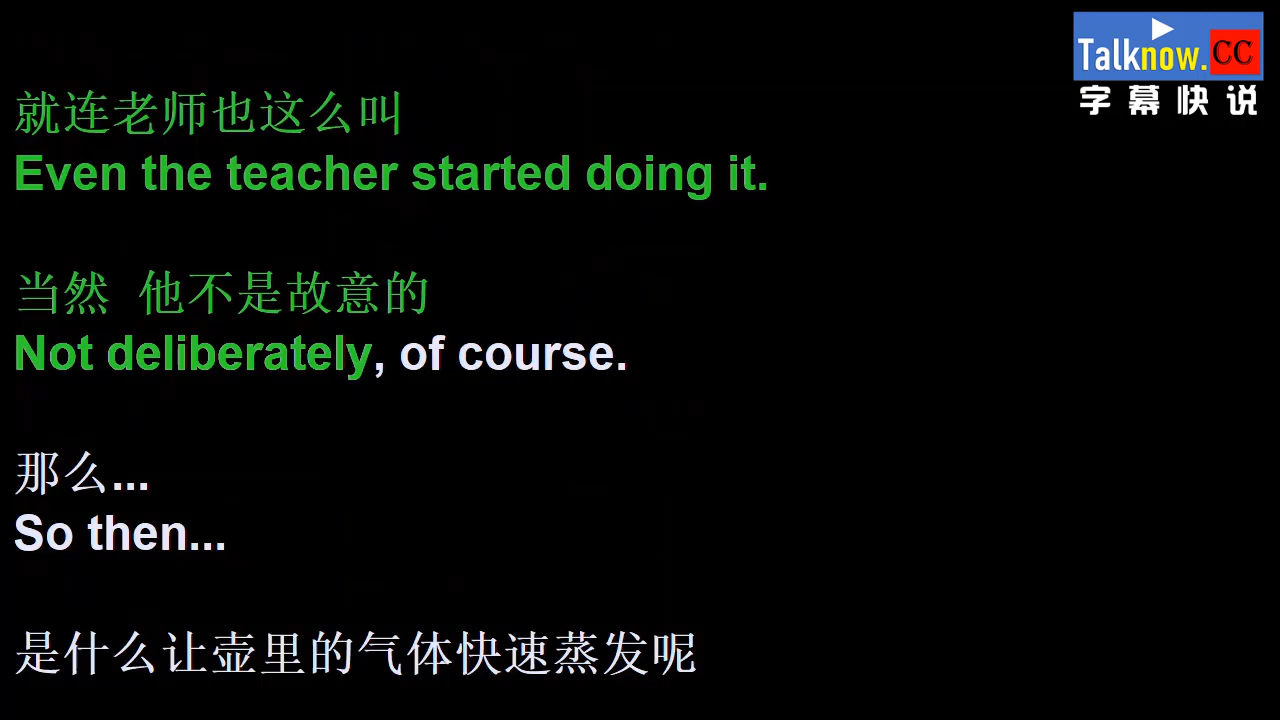 Talknow.CC
字幕快说
就连老师也这么叫
Even the teacher started doing it.
当然 他不是故意的
Not deliberately, of course.
那么...
So then...
是什么让壶里的气体快速蒸发呢